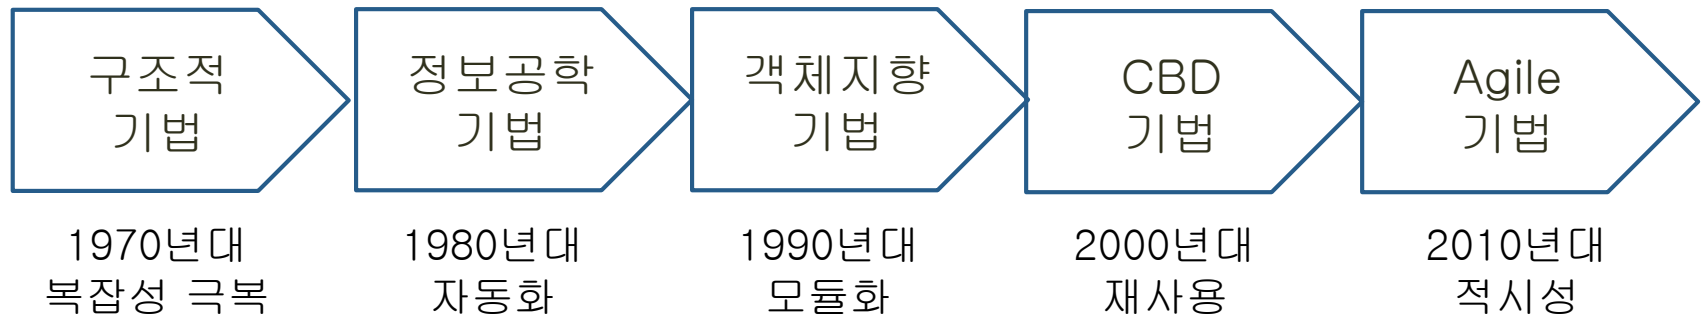 구조적
기법
정보공학
기법
객체지향
기법
CBD
기법
Agile
기법
1970년대
복잡성 극복
1980년대
자동화
1990년대
모듈화
2000년대
재사용
2010년대
적시성